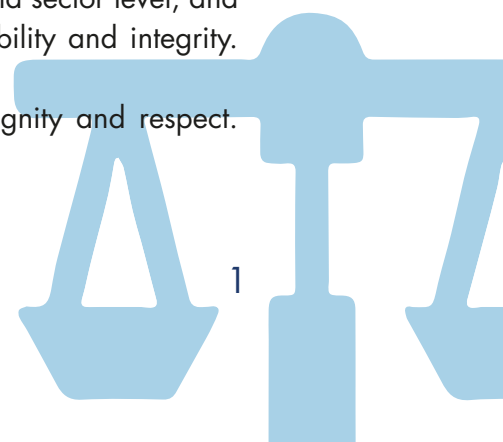 d sector level, and
bility and integrity.
gnity and respect.
1